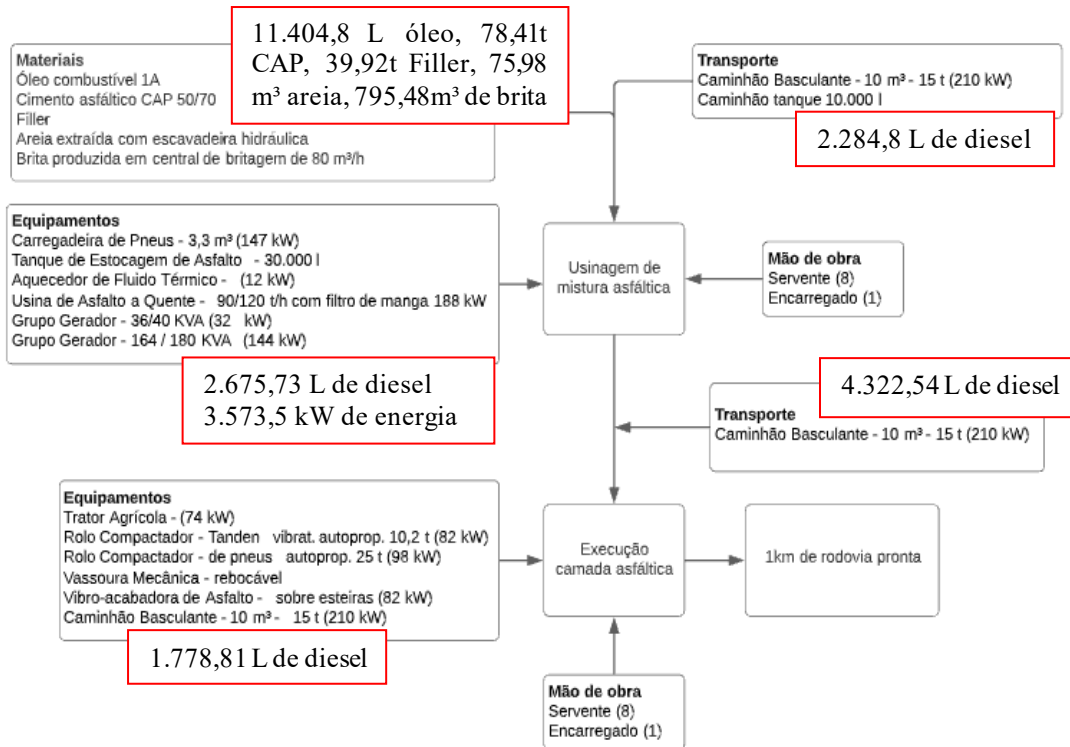 Materiais
Óleo combustível 1A
Cimento asfáltico CAP 50/70
Fíller
Areia extraída com escavadeira hidráulica
Brita produzida em central de britagem de 80 m³/h
11.404,8 L óleo, 78,41t
CAP, 39,92t Filler, 75,98
m³ areia, 795,48m³ de brita
Transporte
Caminhão Basculante - 10 m³ - 15 t (210 kW)
Caminhão tanque 10.000 l
2.284,8 L de diesel
Equipamentos
Carregadeira de Pneus - 3,3 m³ (147 kW)
Tanque de Estocagem de Asfalto - 30.000 l
Aquecedor de Fluido Térmico - (12 kW)
Usina de Asfalto a Quente - 90/120 t/h com filtro de manga 188 kW
Grupo Gerador - 36/40 KVA (32 kW)
Grupo Gerador - 164 / 180 KVA (144 kW)
2.675,73 L de diesel
3.573,5 kW de energia
Usinagem de
mistura asfáltica
Mão de obra
Servente (8)
Encarregado (1)
4.322,54 L de diesel
Transporte
Caminhão Basculante - 10 m³ - 15 t (210 kW)
Equipamentos
Trator Agrícola - (74 kW)
Rolo Compactador - Tanden vibrat. autoprop. 10,2 t (82 kW)
Rolo Compactador - de pneus autoprop. 25 t (98 kW)
Vassoura Mecânica - rebocável
Vibro-acabadora de Asfalto - sobre esteiras (82 kW)
Caminhão Basculante - 10 m³ - 15 t (210 kW)
1.778,81 L de diesel
Execução
camada asfáltica
1km de rodovia pronta
Mão de obra
Servente (8)
Encarregado (1)